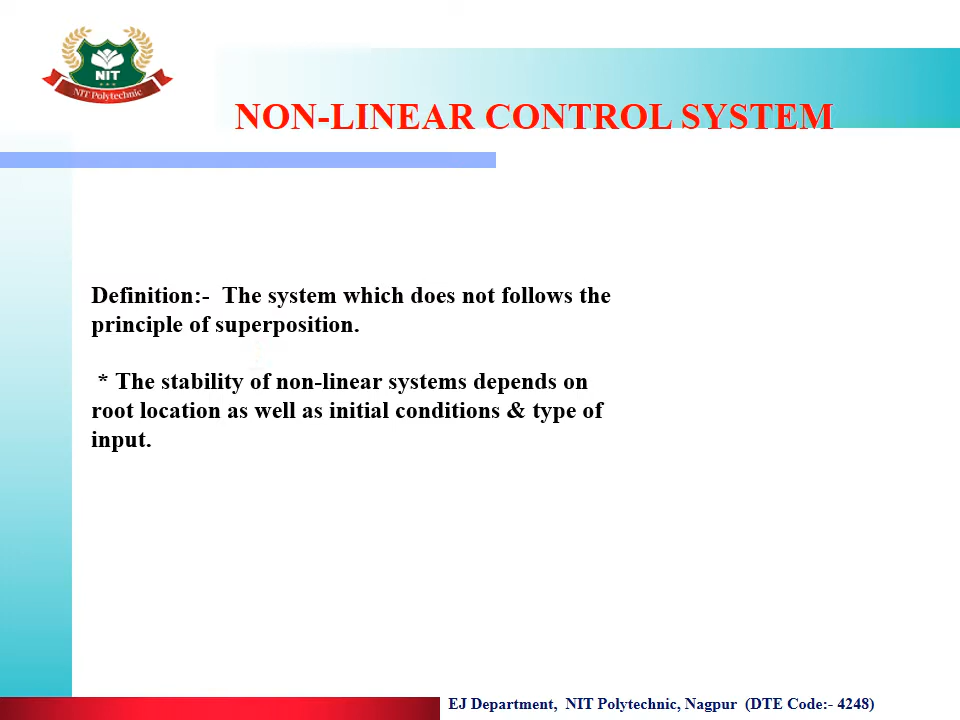 NIT
NIT Polytechnic
NON-LINEAR CONTROL SYSTEM
Definition:-  The system which does not follows the
principle of superposition.
* The stability of non-linear systems depends on
root location as well as initial conditions & type of
input.
EJ Department,  NIT Polytechnic, Nagpur  (DTE Code:- 4248)